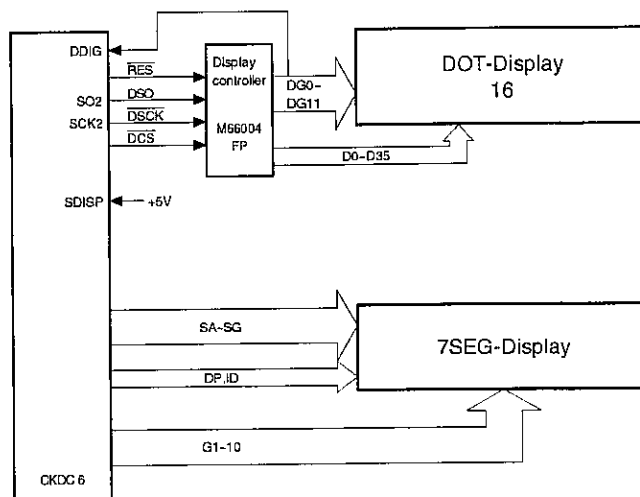 DDIG
RES
SO2
DSO
SCK2
DSCK
DCS
SDISP
+5V
Display
controller
M66004
FP
DG0~
DG11
D0~D35
DOT-Display
16
SA~SG
DP,ID
7SEG-Display
G1~10
CKDC 6